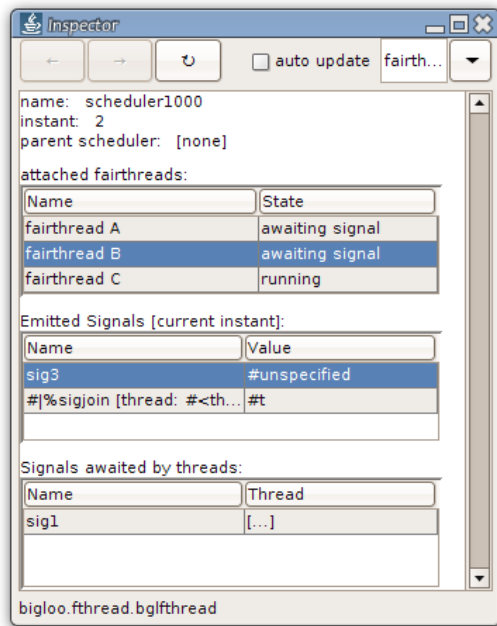 Inspector
auto update fairth...
name: scheduler1000
instant: 2
parent scheduler: [none]
attached fairthreads:
Name State
fairthread A awaiting signal
fairthread B awaiting signal
fairthread C running
Emitted Signals [current instant]:
Name Value
sig3 #unspecified
#|%sigjoin [thread: #<th... #t
Signals awaited by threads:
Name Thread
sig1 [...]
bigloo.fthread.bglfthread